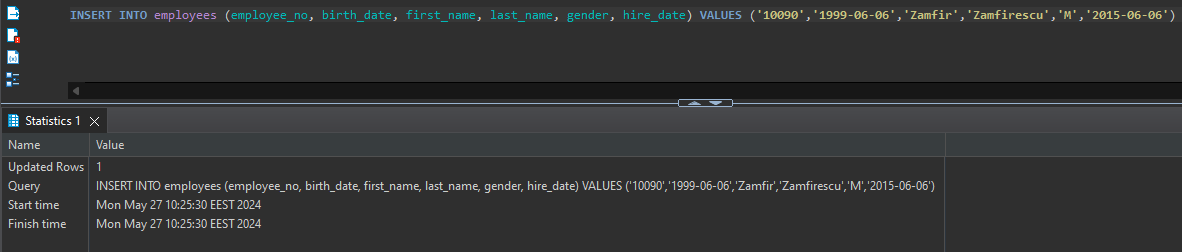 INSERT INTO employees (employee_no, birth_date, first_name, last_name, gender, hire_date) VALUES ('10090','1999-06-06','Zamfir','Zamfirescu','M','2015-06-06')
Statistics 1
Name Value
Updated Rows 1
Query INSERT INTO employees (employee_no, birth_date, first_name, last_name, gender, hire_date) VALUES ('10090','1999-06-06','Zamfir','Zamfirescu','M','2015-06-06')
Start time Mon May 27 10:25:30 EEST 2024
Finish time Mon May 27 10:25:30 EEST 2024